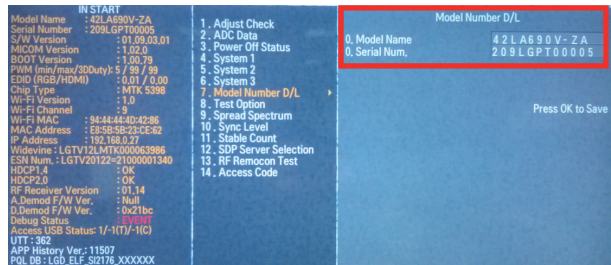 IN START
Model Name : 42LA690V-ZA
Serial Number : 209LGPT00005
S/W Version : 01.09.03.01
MICOM Version : 1.02.0
BOOT Version : 1.00.79
PWM (min/max/3DDuty): 5 / 99 / 99
EDID (RGB/HDMI) : 0.01 / 0.00
Chip Type : MTK 5398
Wi-Fi Version : 1.0
Wi-Fi Channel : 9
Wi-Fi MAC : 94:44:44:4D:42:86
MAC Address : E8:5B:5B:23:CE:62
IP Address : 192.168.0.27
Widevine : LGTV12LMTK000063986
ESN Num. : LGTV20122=21000001340
HDCP1.4 : OK
HDCP2.0 : OK
RF Receiver Version : 01.14
A.Demod F/W Ver. : Null
D.Demod F/W Ver. : 0x21bc
Debug Status : EVENT
Access USB Status: 1/-1(T)/-1(C)
UTT : 362
APP History Ver.: 11507
PQL DB : LGD_ELF_SI2176_XXXXXX
1. Adjust Check
2. ADC Data
3. Power Off Status
4. System 1
5. System 2
6. System 3
7. Model Number D/L
8. Test Option
9. Spread Spectrum
10. Sync Level
11. Stable Count
12. SDP Server Selection
13. RF Remocon Test
14. Access Code
Model Number D/L
0. Model Name 42LA690V-ZA
0. Serial Num. 209LGPT00005
Press OK to Save